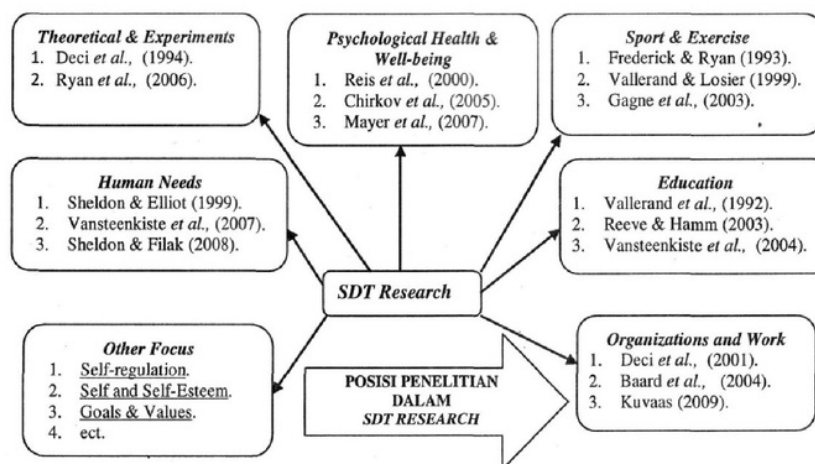 Theoretical & Experiments
1. Deci et al., (1994).
2. Ryan et al., (2006).
Psychological Health &
Well-being
1. Reis et al., (2000).
2. Chirkov et al., (2005).
3. Mayer et al., (2007).
Sport & Exercise
1. Frederick & Ryan (1993).
2. Vallerand & Losier (1999).
3. Gagne et al., (2003).
Human Needs
1. Sheldon & Elliot (1999).
2. Vansteenkiste et al., (2007).
3. Sheldon & Filak (2008).
Education
1. Vallerand et al., (1992).
2. Reeve & Hamm (2003).
3. Vansteenkiste et al., (2004).
SDT Research
Other Focus
1. Self-regulation.
2. Self and Self-Esteem.
3. Goals & Values.
4. ect.
POSISI PENELITIAN
DALAM
SDT RESEARCH
Organizations and Work
1. Deci et al., (2001).
2. Baard et al., (2004).
3. Kuvaas (2009).